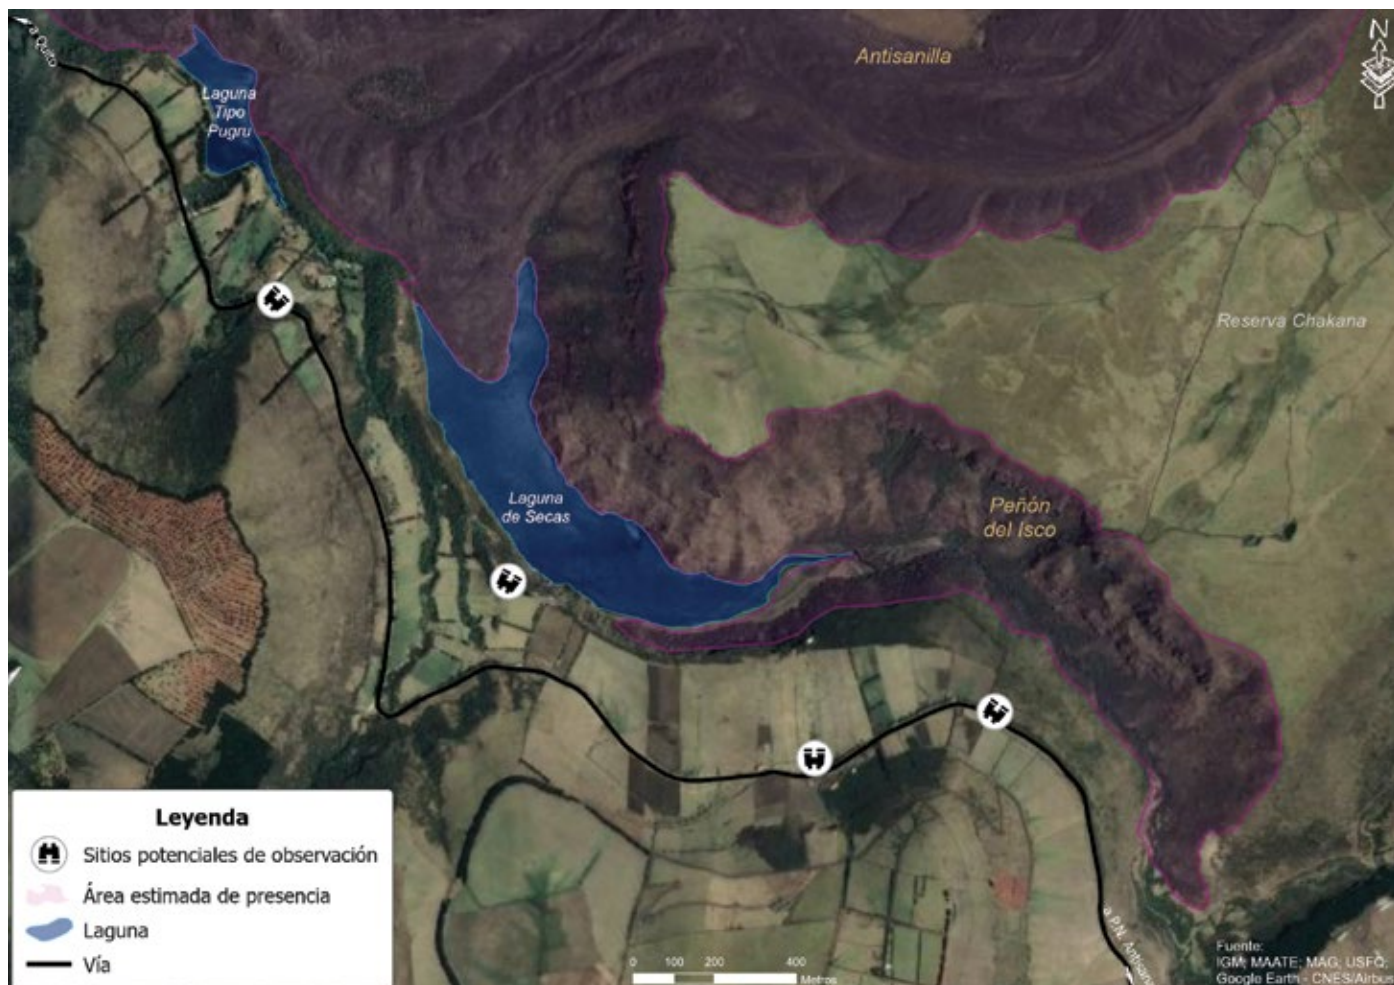 a Quito
Antisanilla
N
Laguna
Tipo
Pugru
Reserva Chakana
Laguna
de Secas
Peñón
del Isco
Leyenda
Sitios potenciales de observación
Área estimada de presencia
Laguna
Vía
0 100 200 400
Metros
a P.N. Antisana
Fuente:
IGM; MAATE; MAG; USFQ;
Google Earth - CNES/Airbus